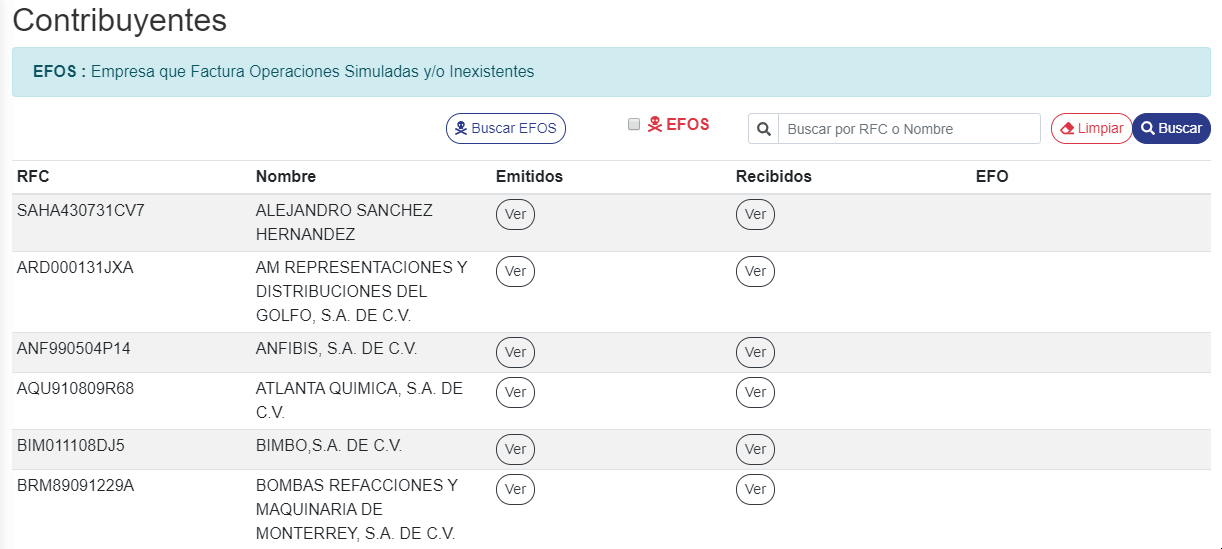 Contribuyentes
EFOS : Empresa que Factura Operaciones Simuladas y/o Inexistentes
Buscar EFOS EFOS Buscar por RFC o Nombre Limpiar Buscar
RFC Nombre Emitidos Recibidos EFO
SAHA430731CV7 ALEJANDRO SANCHEZ Ver Ver
HERNANDEZ
ARD000131JXA AM REPRESENTACIONES Y Ver Ver
DISTRIBUCIONES DEL
GOLFO, S.A. DE C.V.
ANF990504P14 ANFIBIS, S.A. DE C.V. Ver Ver
AQU910809R68 ATLANTA QUIMICA, S.A. DE Ver Ver
C.V.
BIM011108DJ5 BIMBO,S.A. DE C.V. Ver Ver
BRM89091229A BOMBAS REFACCIONES Y Ver Ver
MAQUINARIA DE
MONTERREY, S.A. DE C.V.